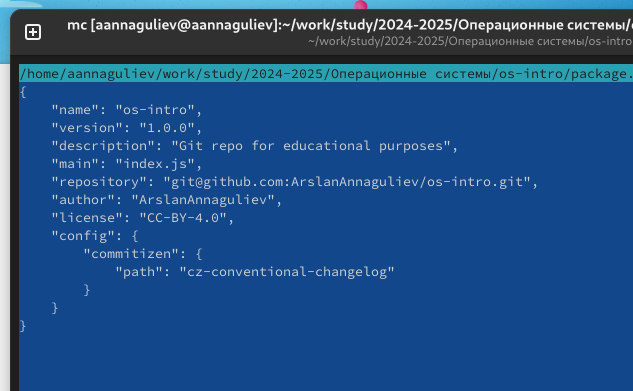 mc [aannaguliev@aannaguliev]:~/work/study/2024-2025/Операционные системы/
~/work/study/2024-2025/Операционные системы/os-intro
/home/aannaguliev/work/study/2024-2025/Операционные системы/os-intro/package.
{
    "name": "os-intro",
    "version": "1.0.0",
    "description": "Git repo for educational purposes",
    "main": "index.js",
    "repository": "git@github.com:ArslanAnnaguliev/os-intro.git",
    "author": "ArslanAnnaguliev",
    "license": "CC-BY-4.0",
    "config": {
        "commitizen": {
            "path": "cz-conventional-changelog"
        }
    }
}